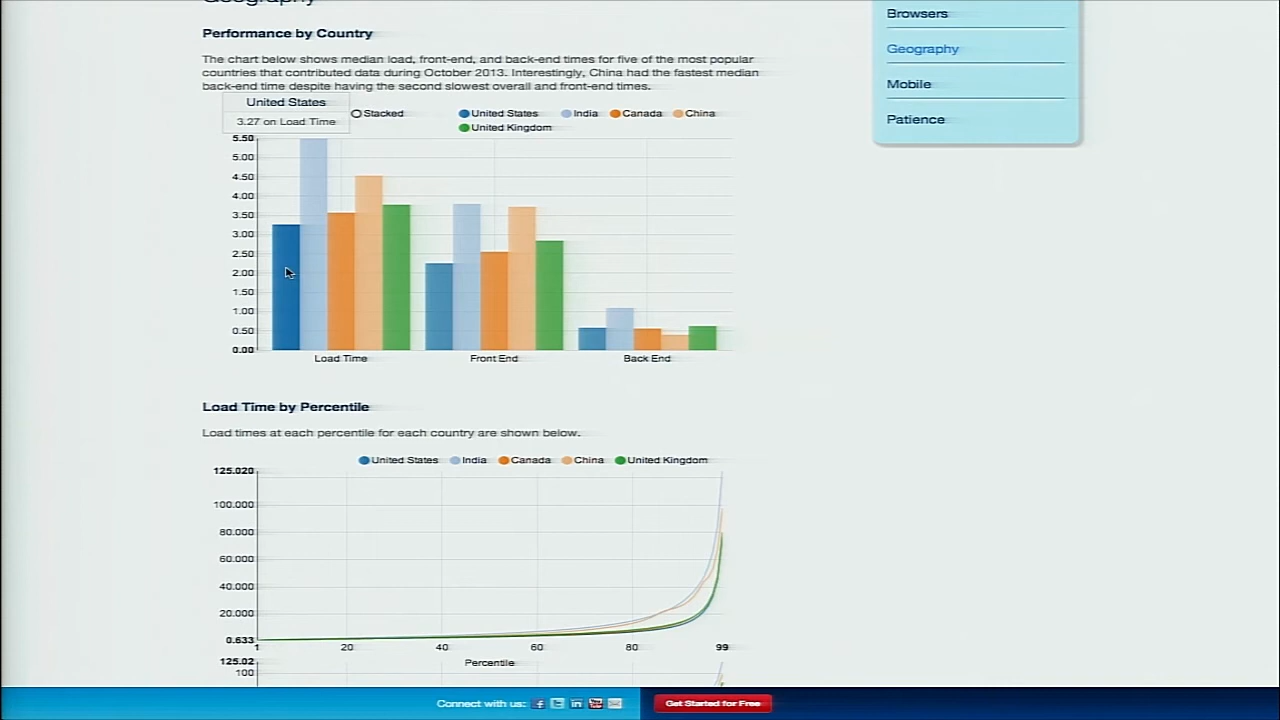 Geography
Performance by Country
The chart below shows median load, front-end, and back-end times for five of the most popular
countries that contributed data during October 2013. Interestingly, China had the fastest median
back-end time despite having the second slowest overall and front-end times.
United States
3.27 on Load Time
Stacked
United States India Canada China
United Kingdom
5.50
5.00
4.50
4.00
3.50
3.00
2.50
2.00
1.50
1.00
0.50
0.00
Load Time Front End Back End
Load Time by Percentile
Load times at each percentile for each country are shown below.
United States India Canada China United Kingdom
125.020
100.000
80.000
60.000
40.000
20.000
0.633
1 20 40 60 80 99
Percentile
125.02
100
Browsers
Geography
Mobile
Patience
Connect with us:
Get Started for Free